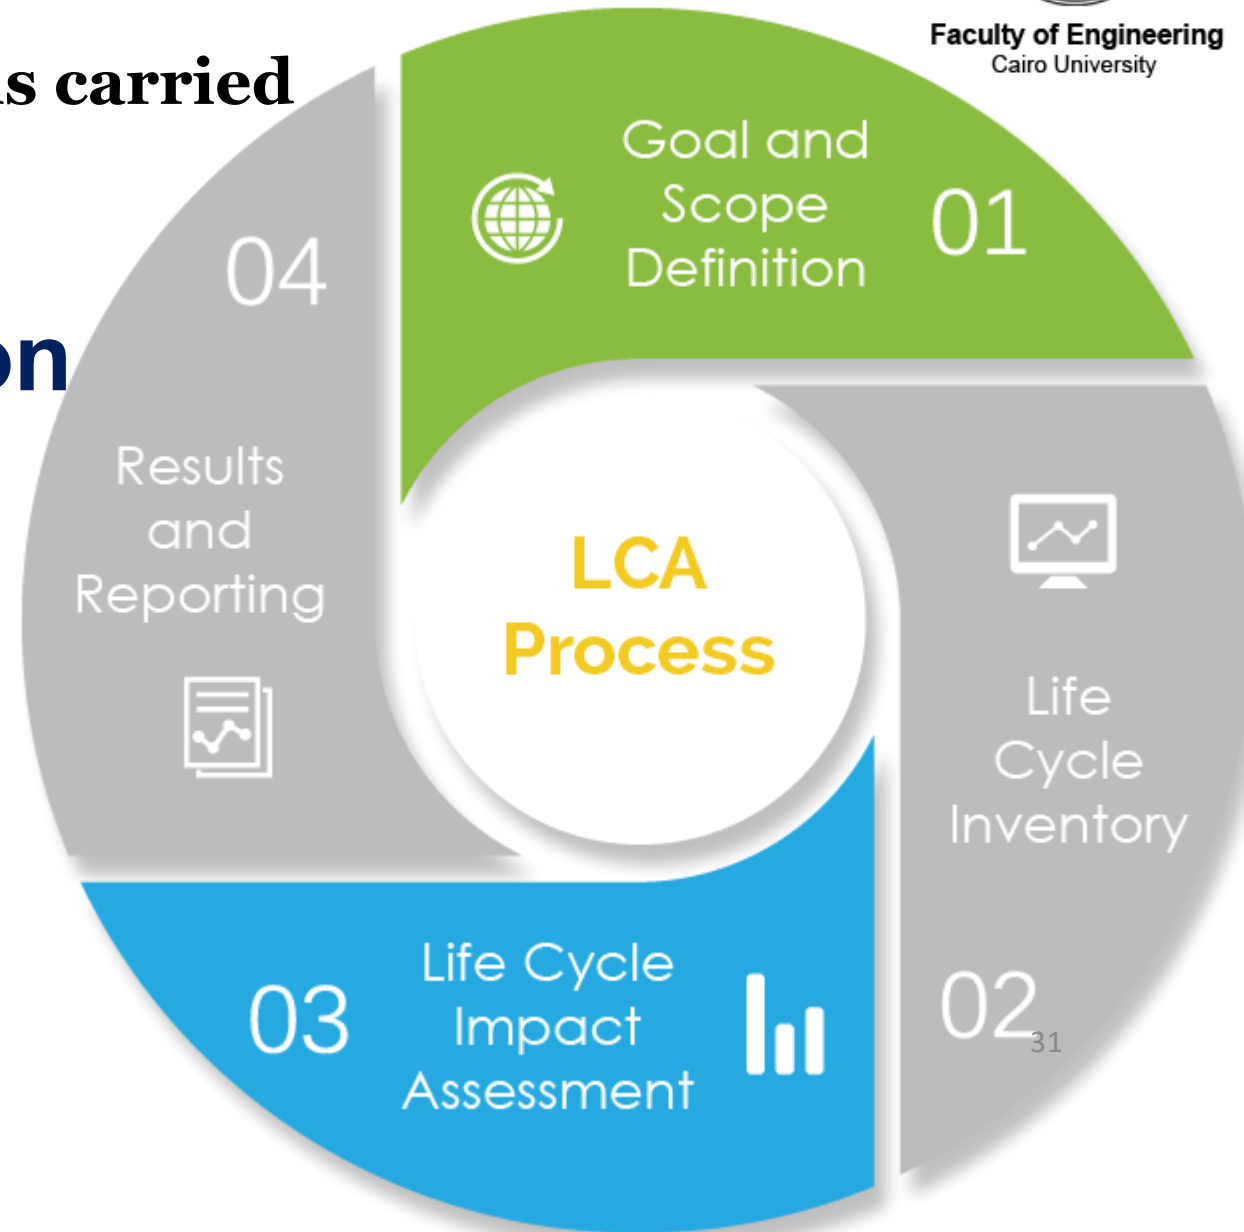 Faculty of Engineering
Cairo University
is carried
on
Goal and
Scope
Definition
01
Life
Cycle
Inventory
02
31
Life Cycle
Impact
Assessment
03
04
Results
and
Reporting
LCA
Process